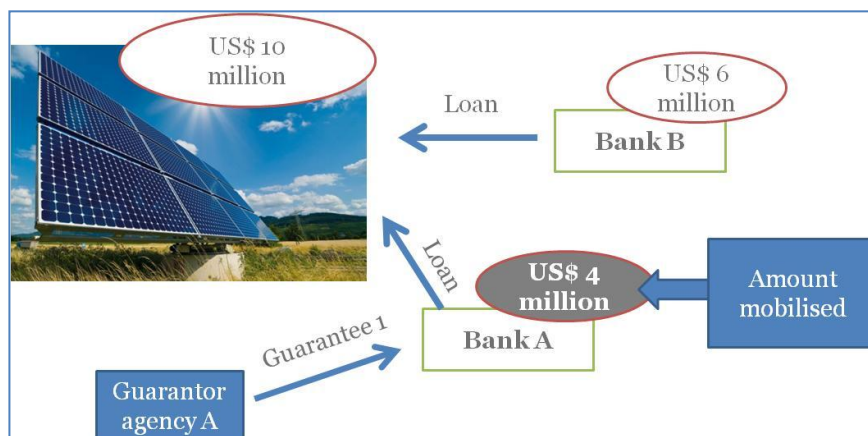 US$ 10
million
US$ 6
million
Loan
Bank B
Loan
US$ 4
million
Amount
mobilised
Guarantee 1
Bank A
Guarantor
agency A